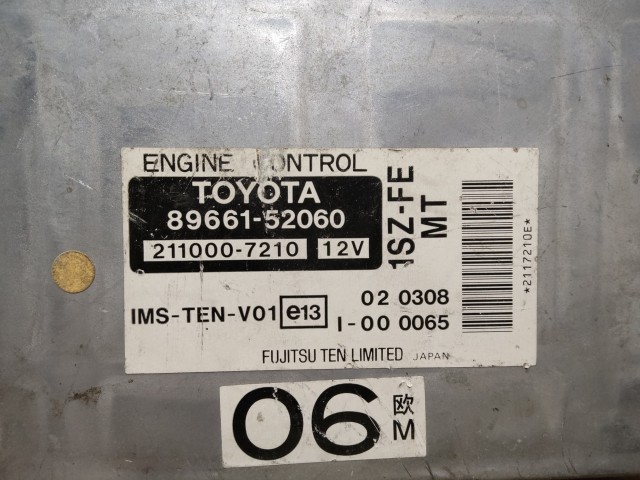 ENGINE CONTROL
TOYOTA
89661-52060
211000-7210 12V
1SZ-FE
MT
IMS-TEN-V01 e13
02 0308
I-00 0065
*2117210E*
FUJITSU TEN LIMITED JAPAN
06 欧
M